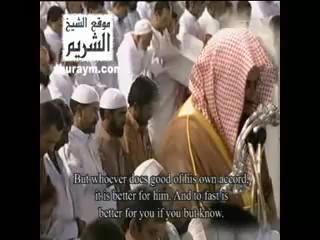 موقع الشيخ
الشريم
shuraym.com
But whoever does good of his own accord,
it is better for him. And to fast is
better for you if you but know.